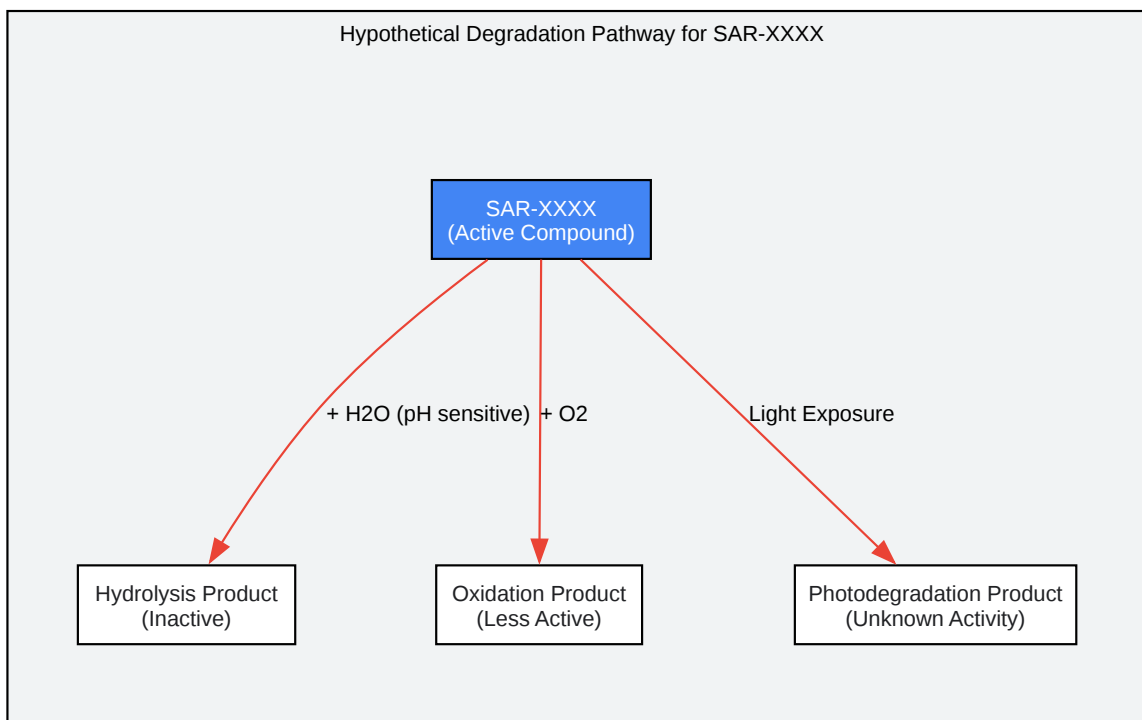 Hypothetical Degradation Pathway for SAR-XXXX
SAR-XXXX
(Active Compound)
+ H2O (pH sensitive)
+ O2
Light Exposure
Hydrolysis Product
(Inactive)
Oxidation Product
(Less Active)
Photodegradation Product
(Unknown Activity)